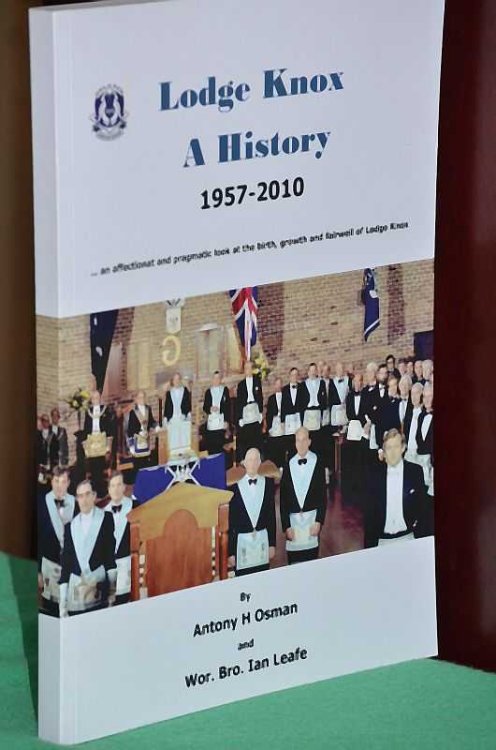 Lodge Knox
A History
1957-2010
... an affectionat and pragmatic look at the birth, growth and fairwell of Lodge Knox
By
Antony H Osman
and
Wor. Bro. Ian Leafe